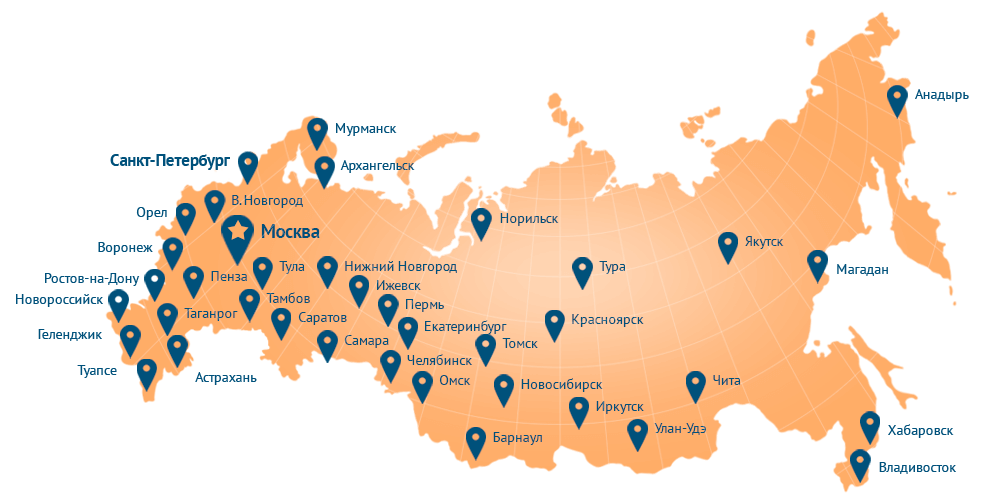 Анадырь
Мурманск
Санкт-Петербург
Архангельск
В. Новгород
Орел
Норильск
Москва
Якутск
Воронеж
Нижний Новгород
Тула
Тура
Магадан
Ростов-на-Дону
Пенза
Ижевск
Новороссийск
Тамбов
Пермь
Таганрог
Саратов
Красноярск
Екатеринбург
Геленджик
Самара
Томск
Челябинск
Туапсе
Астрахань
Омск
Новосибирск
Чита
Иркутск
Улан-Удэ
Хабаровск
Барнаул
Владивосток